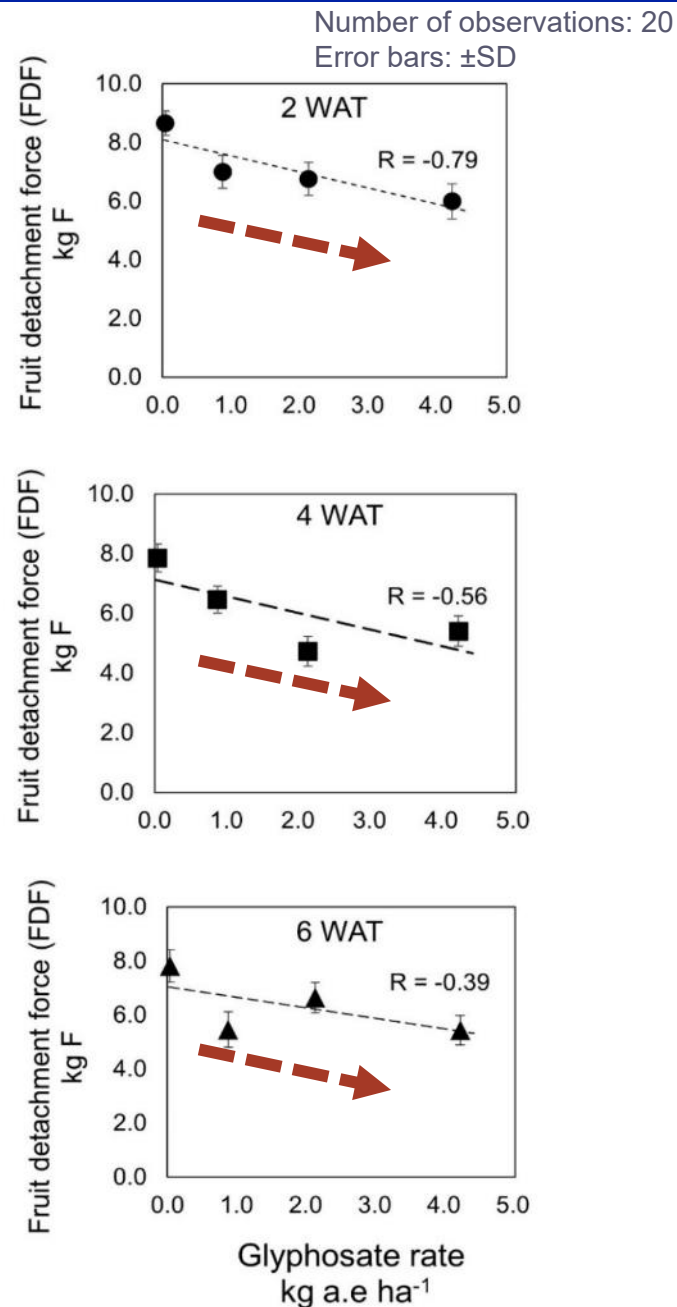 Number of observations: 20
Error bars: ±SD
Fruit detachment force (FDF)
kg F
10.0
8.0
6.0
4.0
2.0
0.0
2 WAT
R = -0.79
0.0 1.0 2.0 3.0 4.0 5.0
Fruit detachment force (FDF)
kg F
10.0
8.0
6.0
4.0
2.0
0.0
4 WAT
R = -0.56
0.0 1.0 2.0 3.0 4.0 5.0
Fruit detachment force (FDF)
kg F
10.0
8.0
6.0
4.0
2.0
0.0
6 WAT
R = -0.39
0.0 1.0 2.0 3.0 4.0 5.0
Glyphosate rate
kg a.e ha⁻¹